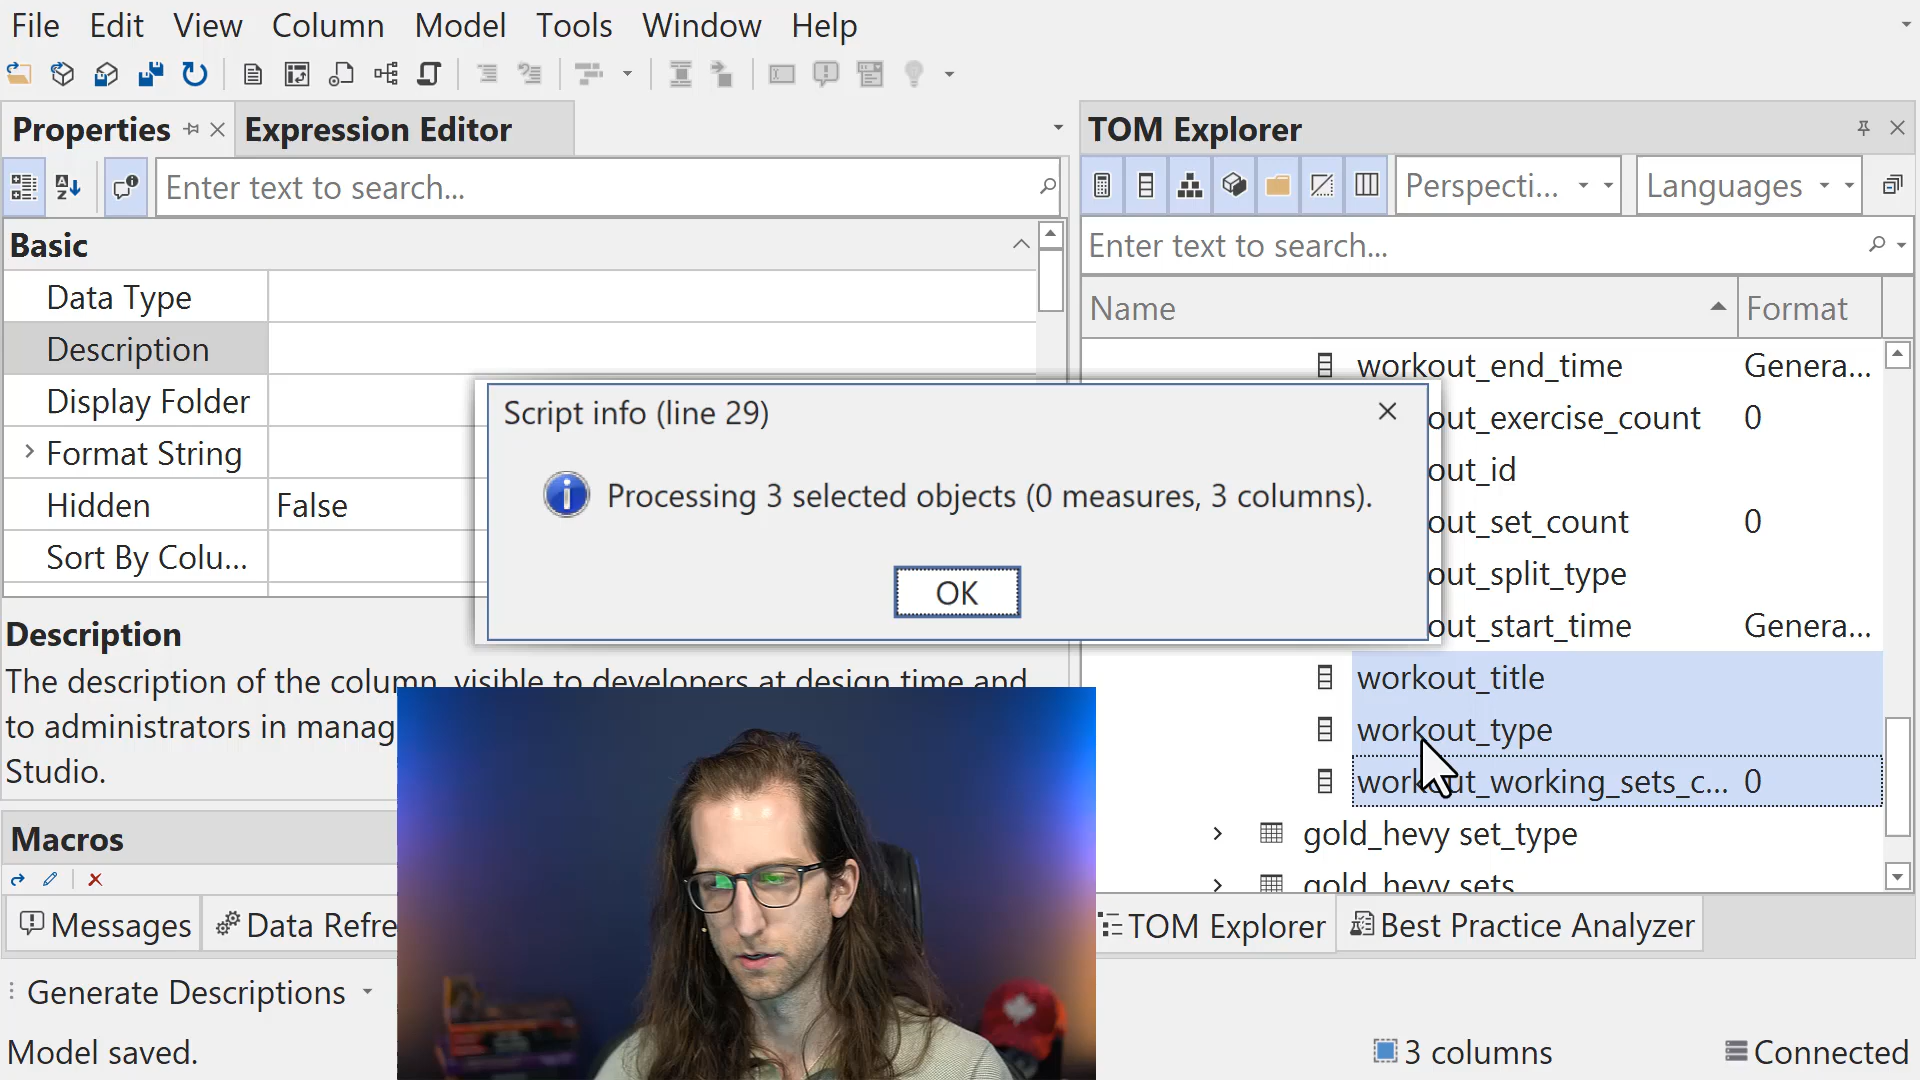 File Edit View Column Model Tools Window Help
Properties
Expression Editor
TOM Explorer
Enter text to search...
Perspecti...
Languages
Basic
Enter text to search...
Data Type
Name
Format
Description
workout_end_time
Genera...
Display Folder
Script info (line 29)
out_exercise_count
0
Format String
out_id
Hidden
False
Processing 3 selected objects (0 measures, 3 columns).
out_set_count
0
Sort By Colu...
OK
out_split_type
Description
out_start_time
Genera...
The description of the column, visible to developers at design time and
to administrators in manag
Studio.
workout_title
workout_type
workout_working_sets_c...
0
Macros
gold_hevy set_type
gold_hevy sets
Messages
Data Refre
TOM Explorer
Best Practice Analyzer
Generate Descriptions
Model saved.
3 columns
Connected